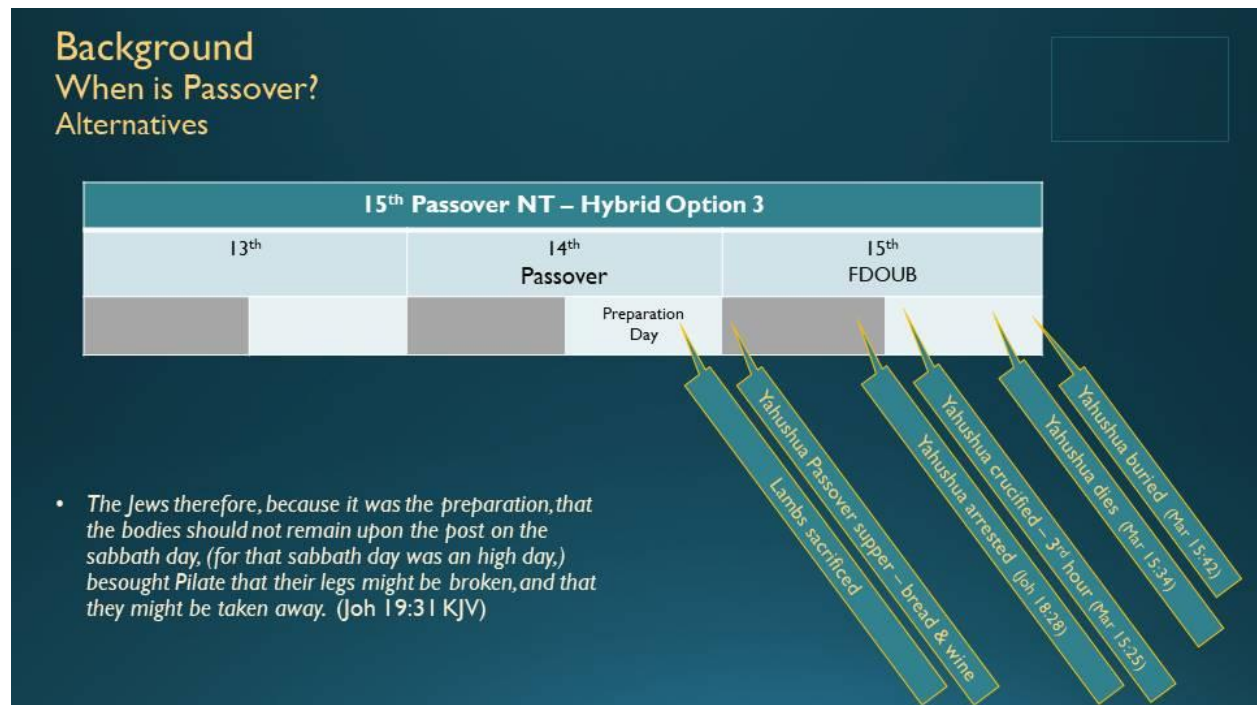 Background
When is Passover?
Alternatives
15th Passover NT – Hybrid Option 3
13th
14th
Passover
15th
FDOUB
Preparation
Day
Lambs sacrificed
Yahushua Passover supper – bread & wine
Yahushua arrested (Joh 18:28)
Yahushua crucified – 3rd hour (Mar 15:25)
Yahushua dies (Mar 15:34)
Yahushua buried (Mar 15:42)
• The Jews therefore, because it was the preparation, that
the bodies should not remain upon the post on the
sabbath day, (for that sabbath day was an high day,)
besought Pilate that their legs might be broken, and that
they might be taken away. (Joh 19:31 KJV)